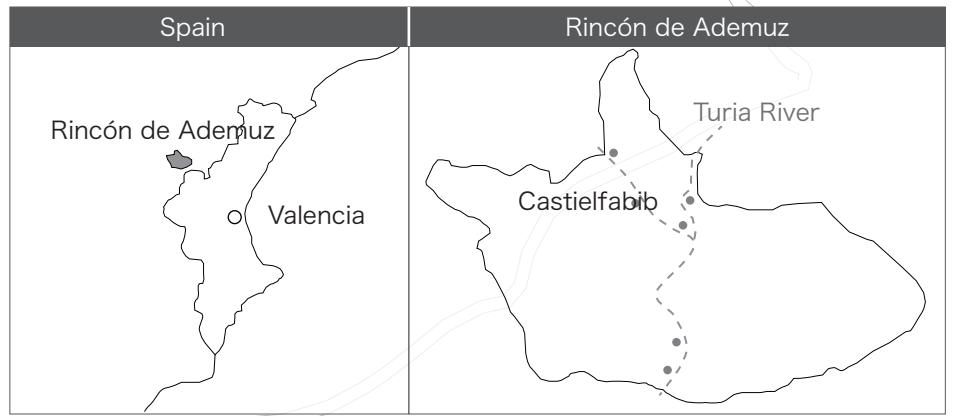 Spain
Rincón de Ademuz
Rincón de Ademuz
Valencia
Turia River
Castielfabib